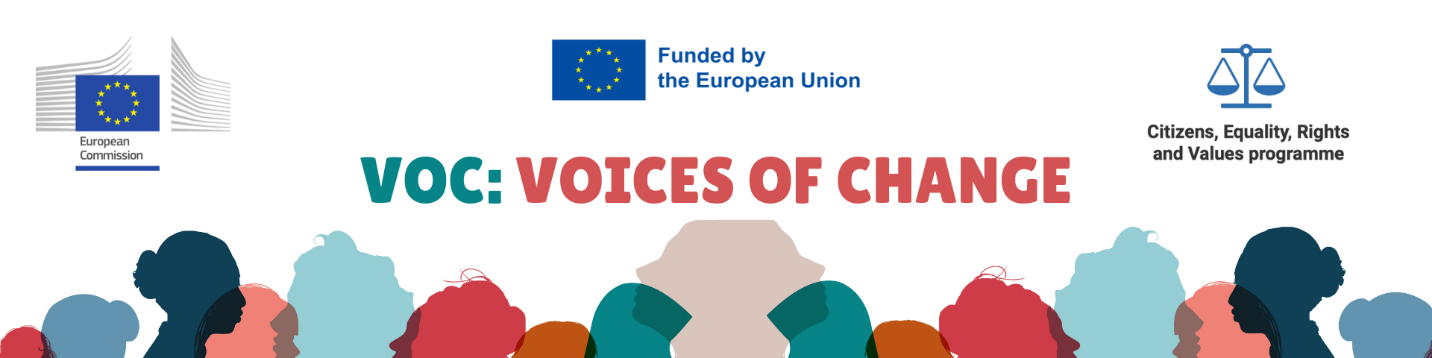 European
Commission
Funded by
the European Union
Citizens, Equality, Rights
and Values programme
VOC: VOICES OF CHANGE